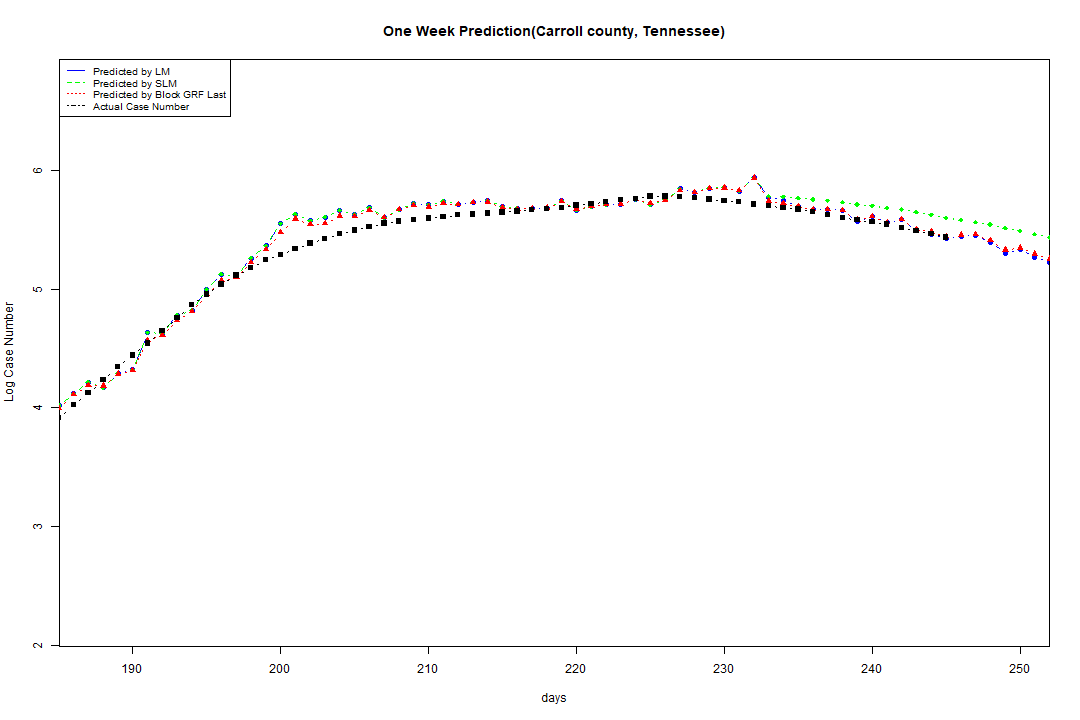 One Week Prediction(Carroll county, Tennessee)
Predicted by LM
Predicted by SLM
Predicted by Block GRF Last
Actual Case Number
6
5
4
3
2
Log Case Number
190 200 210 220 230 240 250
days